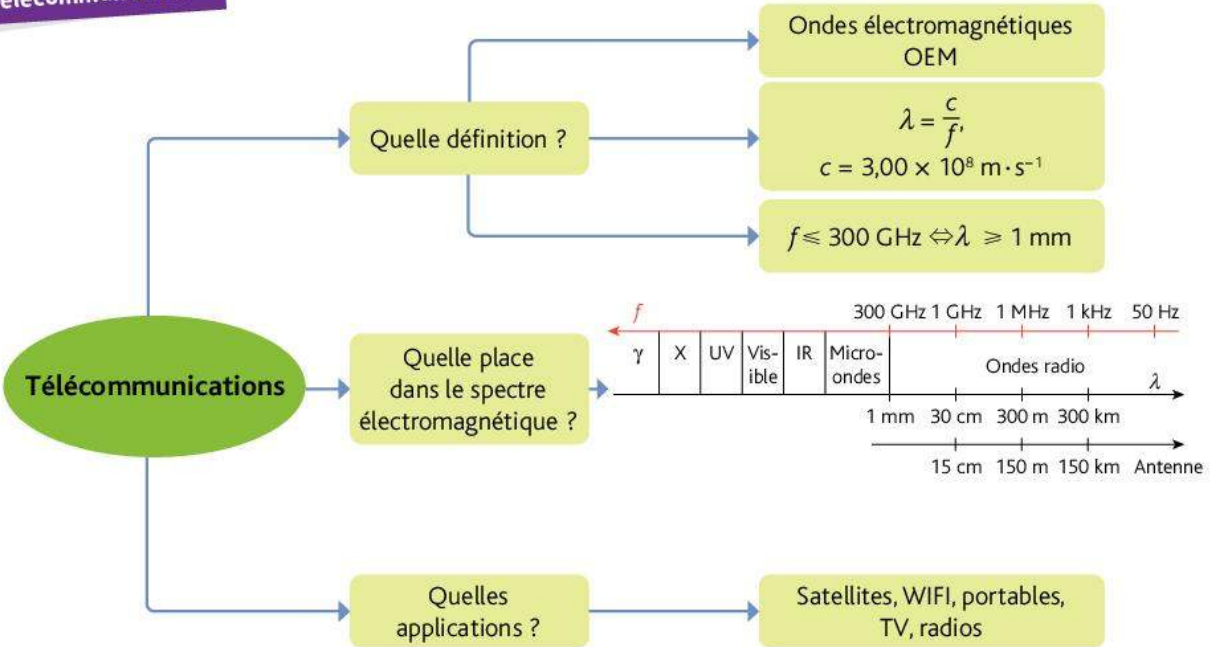 Ondes électromagnétiques
OEM
Quelle définition ?
λ = c/f,
c = 3,00 × 10⁸ m·s⁻¹
f ⩽ 300 GHz ⇔ λ ⩾ 1 mm
Télécommunications
Quelle place
dans le spectre
électromagnétique ?
f 300 GHz 1 GHz 1 MHz 1 kHz 50 Hz
γ X UV Vis-
ible IR Micro-
ondes Ondes radio λ
1 mm 30 cm 300 m 300 km
15 cm 150 m 150 km Antenne
Quelles
applications ?
Satellites, WIFI, portables,
TV, radios